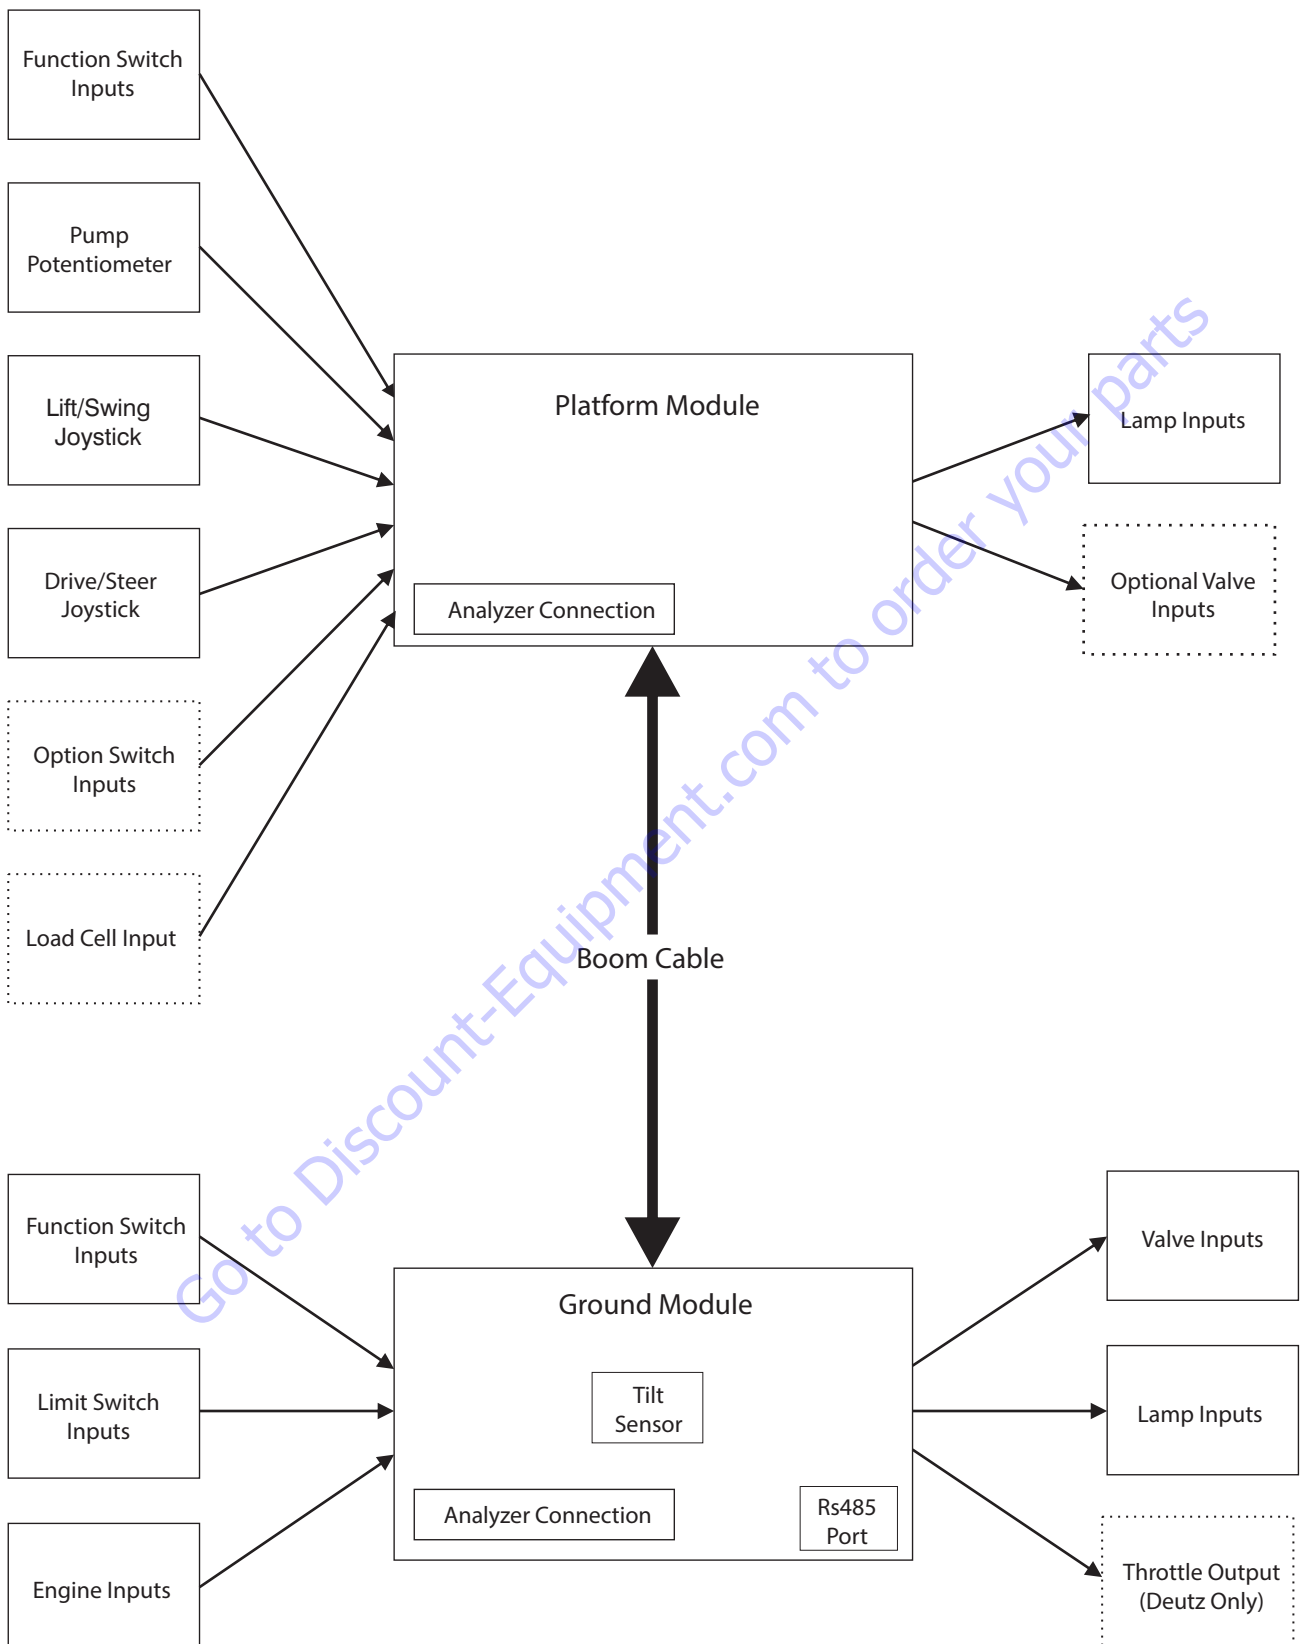 Function Switch
Inputs
Pump
Potentiometer
Lift/Swing
Joystick
Drive/Steer
Joystick
Option Switch
Inputs
Load Cell Input
Platform Module
Analyzer Connection
Lamp Inputs
Optional Valve
Inputs
Boom Cable
Function Switch
Inputs
Limit Switch
Inputs
Engine Inputs
Ground Module
Tilt
Sensor
Analyzer Connection
Rs485
Port
Valve Inputs
Lamp Inputs
Throttle Output
(Deutz Only)
Go to Discount-Equipment.com to order your parts